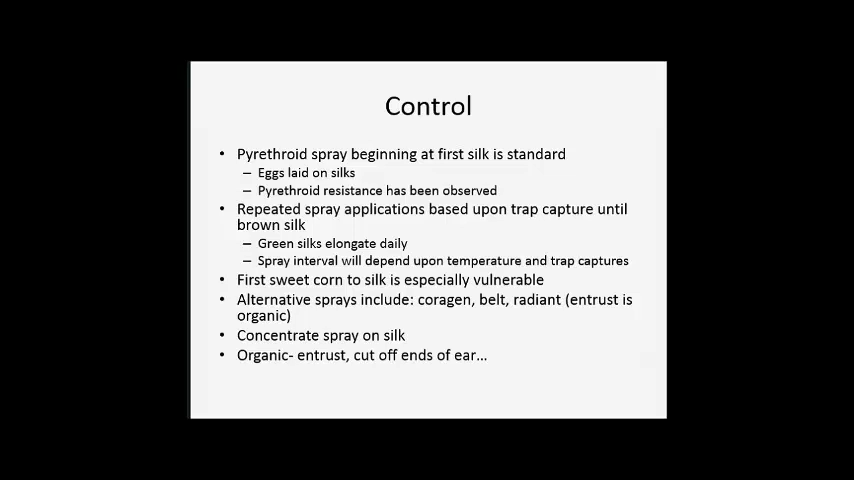 Control
• Pyrethroid spray beginning at first silk is standard
– Eggs laid on silks
– Pyrethroid resistance has been observed
• Repeated spray applications based upon trap capture until
brown silk
– Green silks elongate daily
– Spray interval will depend upon temperature and trap captures
• First sweet corn to silk is especially vulnerable
• Alternative sprays include: coragen, belt, radiant (entrust is
organic)
• Concentrate spray on silk
• Organic- entrust, cut off ends of ear…